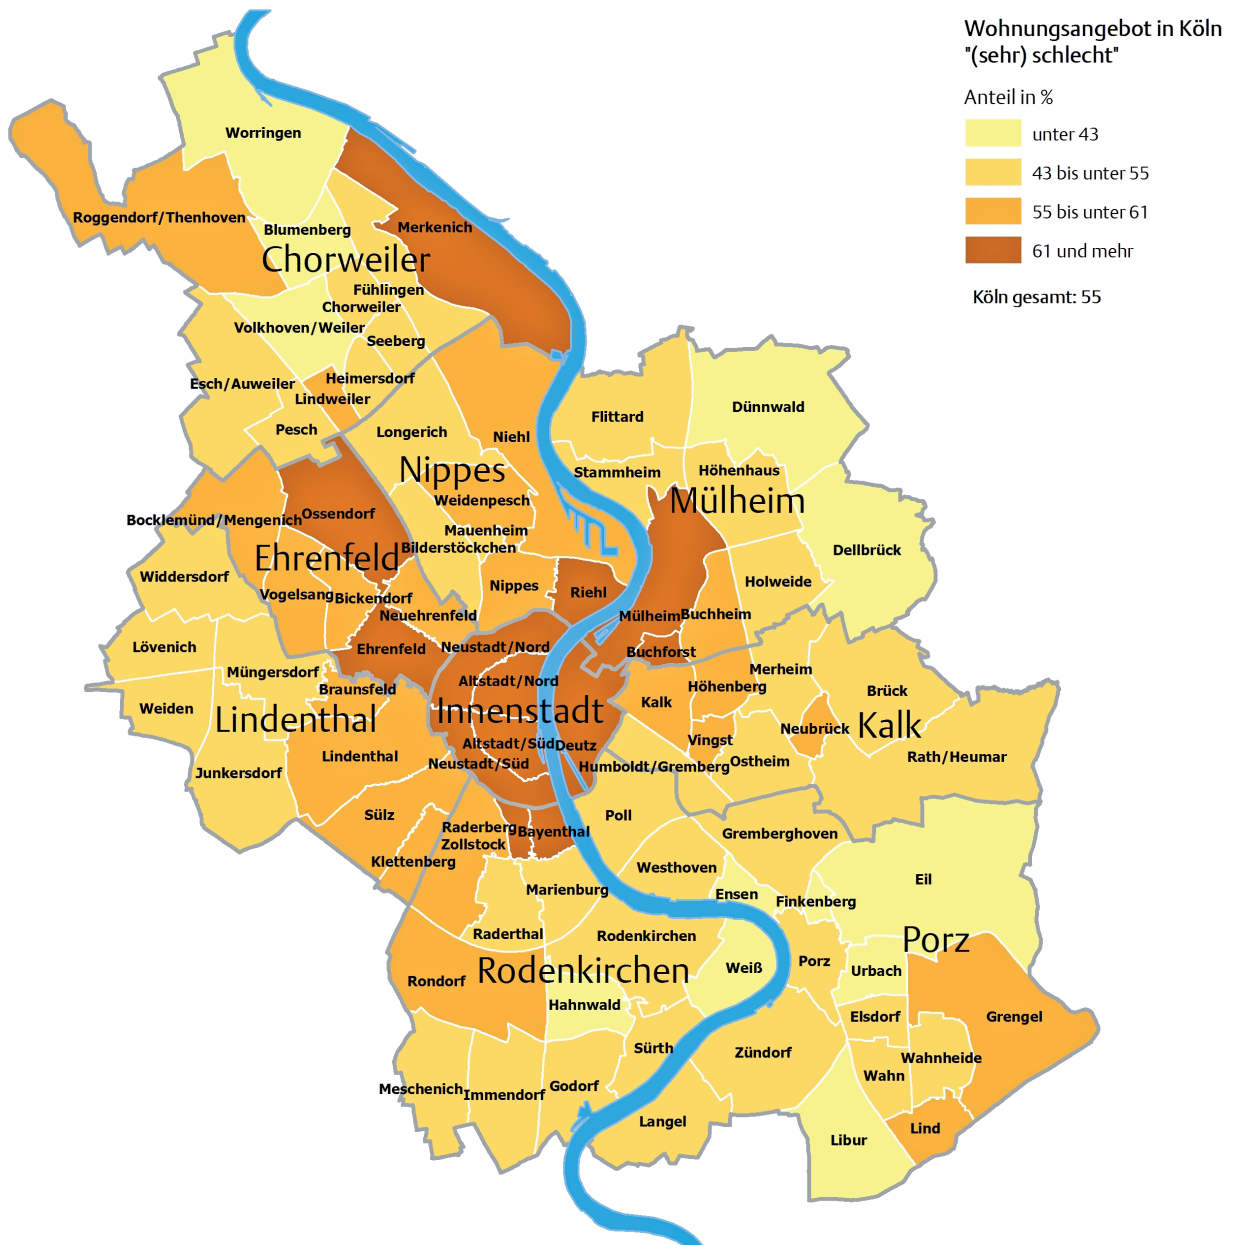 Wohnungsangebot in Köln
"(sehr) schlecht"
Anteil in %
unter 43
43 bis unter 55
55 bis unter 61
61 und mehr
Köln gesamt: 55
Worringen
Roggendorf/Thenhoven
Blumenberg
Merkenich
Chorweiler
Fühlingen
Chorweiler
Volkhoven/Weiler
Seeberg
Esch/Auweiler
Heimersdorf
Lindweiler
Pesch
Longerich
Niehl
Nippes
Weidenpesch
Mauenheim
Bilderstöckchen
Nippes
Riehl
Flittard
Dünnwald
Stammheim
Höhenhaus
Mülheim
Dellbrück
Holweide
Mülheim
Buchheim
Buchforst
Ossendorf
Bocklemünd/Mengenich
Ehrenfeld
Vogelsang
Bickendorf
Neuehrenfeld
Ehrenfeld
Widdersdorf
Lövenich
Müngersdorf
Braunsfeld
Weiden
Lindenthal
Junkersdorf
Lindenthal
Sülz
Klettenberg
Neustadt/Nord
Altstadt/Nord
Innenstadt
Altstadt/Süd
Deutz
Neustadt/Süd
Merheim
Höhenberg
Kalk
Brück
Neubrück
Kalk
Vingst
Ostheim
Rath/Heumar
Humboldt/Gremberg
Poll
Gremberghoven
Westhoven
Ensen
Finkenberg
Eil
Porz
Porz
Urbach
Elsdorf
Grengel
Wahnheide
Wahn
Zündorf
Lind
Libur
Langel
Raderberg
Zollstock
Bayenthal
Marienburg
Raderthal
Rodenkirchen
Rodenkirchen
Weiß
Rondorf
Hahnwald
Sürth
Godorf
Meschenich
Immendorf